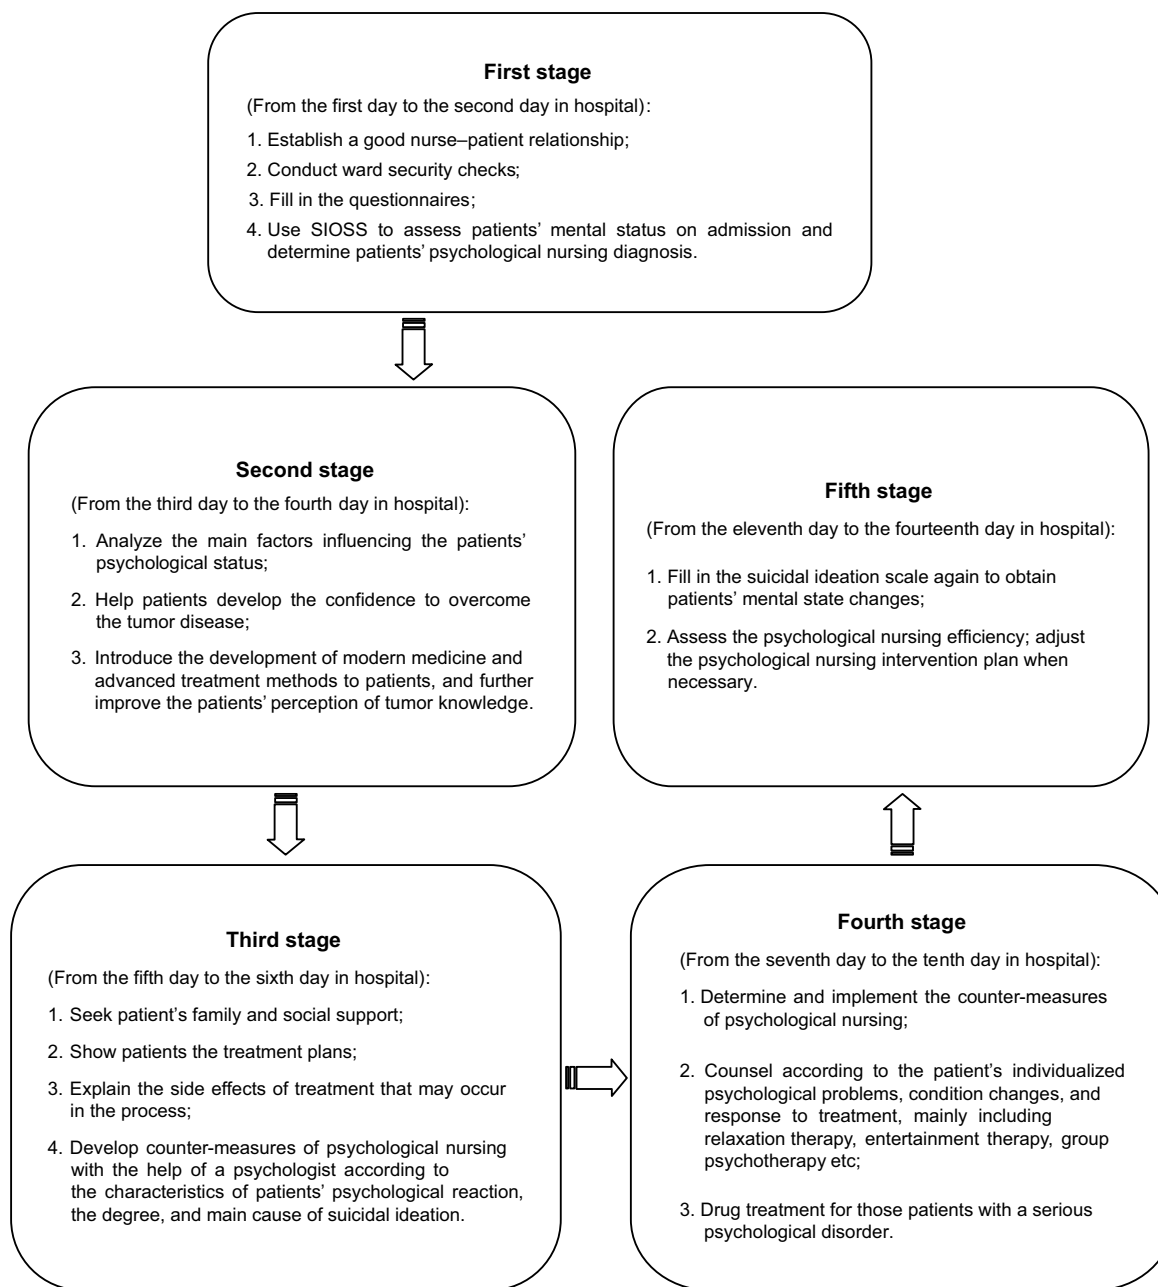 First stage
(From the first day to the second day in hospital):
1. Establish a good nurse–patient relationship;
2. Conduct ward security checks;
3. Fill in the questionnaires;
4. Use SIOSS to assess patients’ mental status on admission and
determine patients’ psychological nursing diagnosis.
Second stage
(From the third day to the fourth day in hospital):
1. Analyze the main factors influencing the patients’
psychological status;
2. Help patients develop the confidence to overcome
the tumor disease;
3. Introduce the development of modern medicine and
advanced treatment methods to patients, and further
improve the patients’ perception of tumor knowledge.
Third stage
(From the fifth day to the sixth day in hospital):
1. Seek patient’s family and social support;
2. Show patients the treatment plans;
3. Explain the side effects of treatment that may occur
in the process;
4. Develop counter-measures of psychological nursing
with the help of a psychologist according to
the characteristics of patients’ psychological reaction,
the degree, and main cause of suicidal ideation.
Fourth stage
(From the seventh day to the tenth day in hospital):
1. Determine and implement the counter-measures
of psychological nursing;
2. Counsel according to the patient’s individualized
psychological problems, condition changes, and
response to treatment, mainly including
relaxation therapy, entertainment therapy, group
psychotherapy etc;
3. Drug treatment for those patients with a serious
psychological disorder.
Fifth stage
(From the eleventh day to the fourteenth day in hospital):
1. Fill in the suicidal ideation scale again to obtain
patients’ mental state changes;
2. Assess the psychological nursing efficiency; adjust
the psychological nursing intervention plan when
necessary.